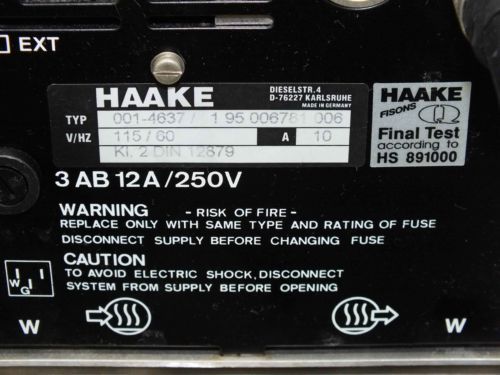 EXT
HAAKE
DIESELSTR.4
D-76227 KARLSRUHE
MADE IN GERMANY
TYP 001-4637/ 1 95 006781 006
V/HZ 115/60 A 10
Kl. 2 DIN 12879
HAAKE
FISONS
Final Test
according to
HS 891000
3 AB 12A/250V
WARNING - RISK OF FIRE -
REPLACE ONLY WITH SAME TYPE AND RATING OF FUSE
DISCONNECT SUPPLY BEFORE CHANGING FUSE
CAUTION
TO AVOID ELECTRIC SHOCK, DISCONNECT
SYSTEM FROM SUPPLY BEFORE OPENING
W G
W W